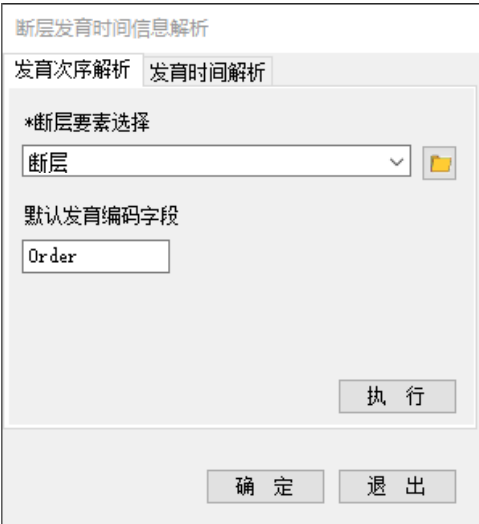 断层发育时间信息解析
发育次序解析 发育时间解析
*断层要素选择
断层
默认发育编码字段
Order
执 行
确 定 退 出